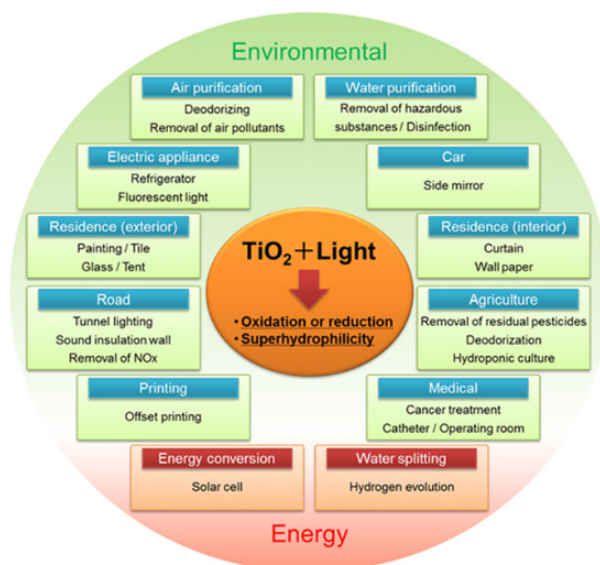 Environmental
Air purification
Deodorizing
Removal of air pollutants
Water purification
Removal of hazardous
substances / Disinfection
Electric appliance
Refrigerator
Fluorescent light
Car
Side mirror
Residence (exterior)
Painting / Tile
Glass / Tent
TiO₂＋Light
• Oxidation or reduction
• Superhydrophilicity
Residence (interior)
Curtain
Wall paper
Road
Tunnel lighting
Sound insulation wall
Removal of NOx
Agriculture
Removal of residual pesticides
Deodorization
Hydroponic culture
Printing
Offset printing
Medical
Cancer treatment
Catheter / Operating room
Energy conversion
Solar cell
Water splitting
Hydrogen evolution
Energy